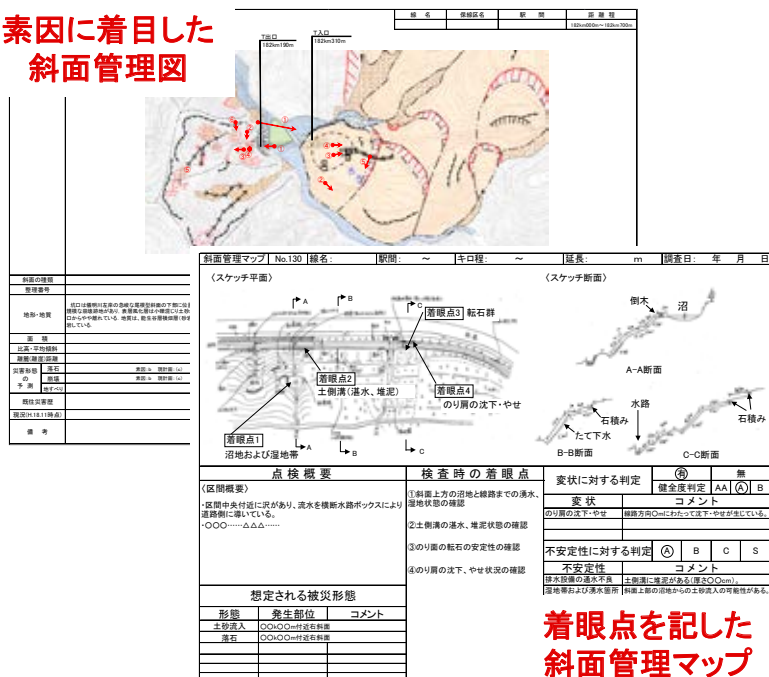 素因に着目した
斜面管理図
線 名
保線区名
駅 間
距 離 程
182km000m～182km700m
T出口
182km190m
T入口
182km310m
斜面の種類
整理番号
地形・地質
面 積
比高・平均傾斜
離層(離度)距離
災害形態
の
予 測
落石
崩壊
地すべり
既往災害歴
現況(H.18.11時点)
備 考
斜面管理マップ No.130 線名： 駅間： ～ キロ程： ～ 延長： m 調査日： 年 月 日
〈スケッチ平面〉
〈スケッチ断面〉
A
B
C
着眼点3 転石群
着眼点2
土側溝(湛水、堆泥)
着眼点4
のり肩の沈下・やせ
着眼点1
沼地および湿地帯
A
B
C
倒木
沼
A-A断面
石積み
たて下水
B-B断面
水路
石積み
C-C断面
点 検 概 要
〈区間概要〉
・区間中央付近に沢があり、流水を横断水路ボックスにより
道路側に導いている。
・〇〇〇……△△△……
検 査 時 の 着 眼 点
①斜面上方の沼地と線路までの湧水、
湿地状態の確認
②土側溝の湛水、堆泥状態の確認
③のり面の転石の安定性の確認
④のり肩の沈下、やせ状況の確認
変状に対する判定
有
無
健全度判定 AA A B
変 状
コメント
のり肩の沈下・やせ
線路方向〇mにわたって沈下・やせが生じている。
不安定性に対する判定 A B C S
不安定性
コメント
排水設備の通水不良
土側溝に堆泥がある(厚さ〇〇cm)。
湿地帯および湧水箇所
斜面上部の沼地からの土砂流入の可能性がある。
想定される被災形態
形態
発生部位
コメント
土砂流入
〇〇k〇〇m付近右斜面
落石
〇〇k〇〇m付近右斜面
着眼点を記した
斜面管理マップ